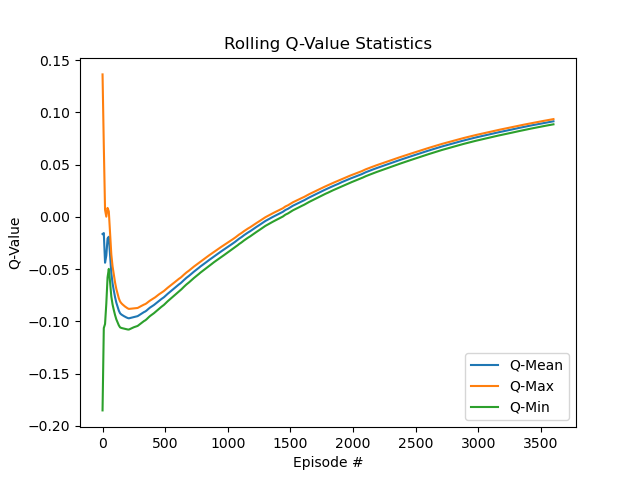 Rolling Q-Value Statistics
Q-Value
0.15
0.10
0.05
0.00
−0.05
−0.10
−0.15
−0.20
Q-Mean
Q-Max
Q-Min
0 500 1000 1500 2000 2500 3000 3500
Episode #